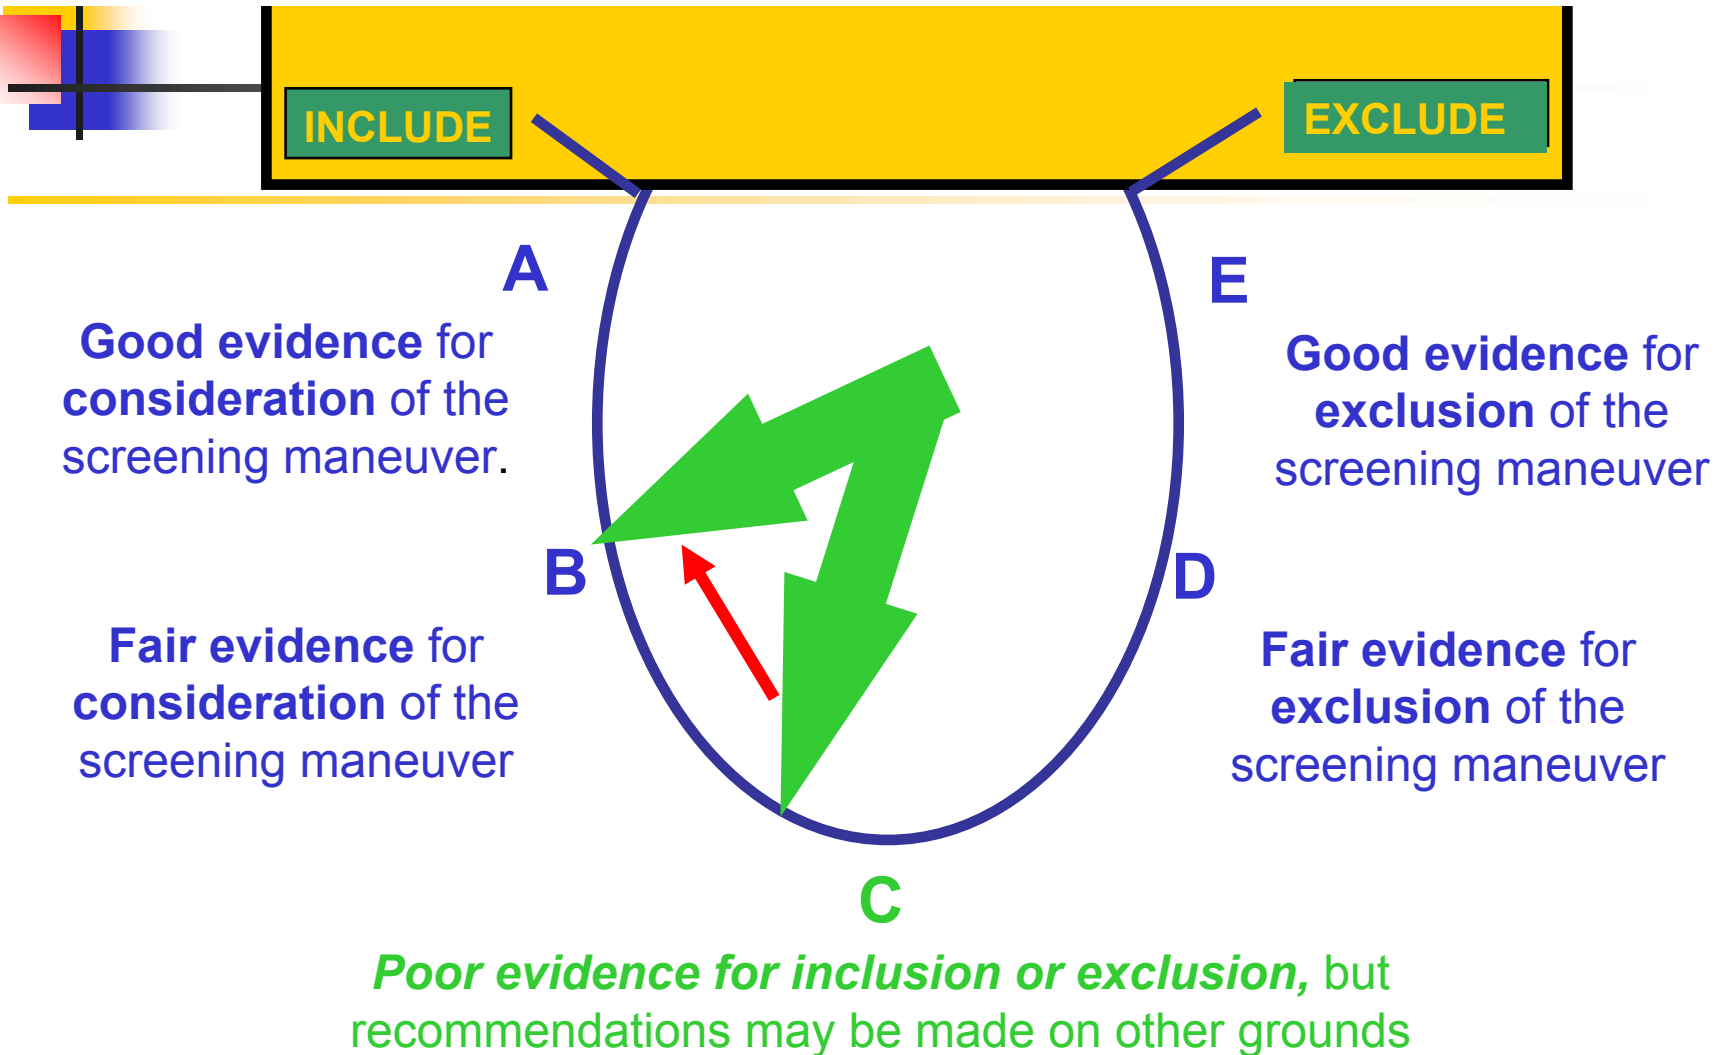 INCLUDE
EXCLUDE
A
E
Good evidence for
consideration of the
screening maneuver.
Good evidence for
exclusion of the
screening maneuver
B
D
Fair evidence for
consideration of the
screening maneuver
Fair evidence for
exclusion of the
screening maneuver
C
Poor evidence for inclusion or exclusion, but
recommendations may be made on other grounds